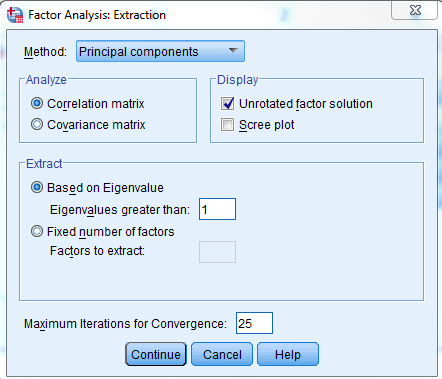 Factor Analysis: Extraction
Method: Principal components
Analyze
Correlation matrix
Covariance matrix
Display
Unrotated factor solution
Scree plot
Extract
Based on Eigenvalue
Eigenvalues greater than: 1
Fixed number of factors
Factors to extract:
Maximum Iterations for Convergence: 25
Continue Cancel Help